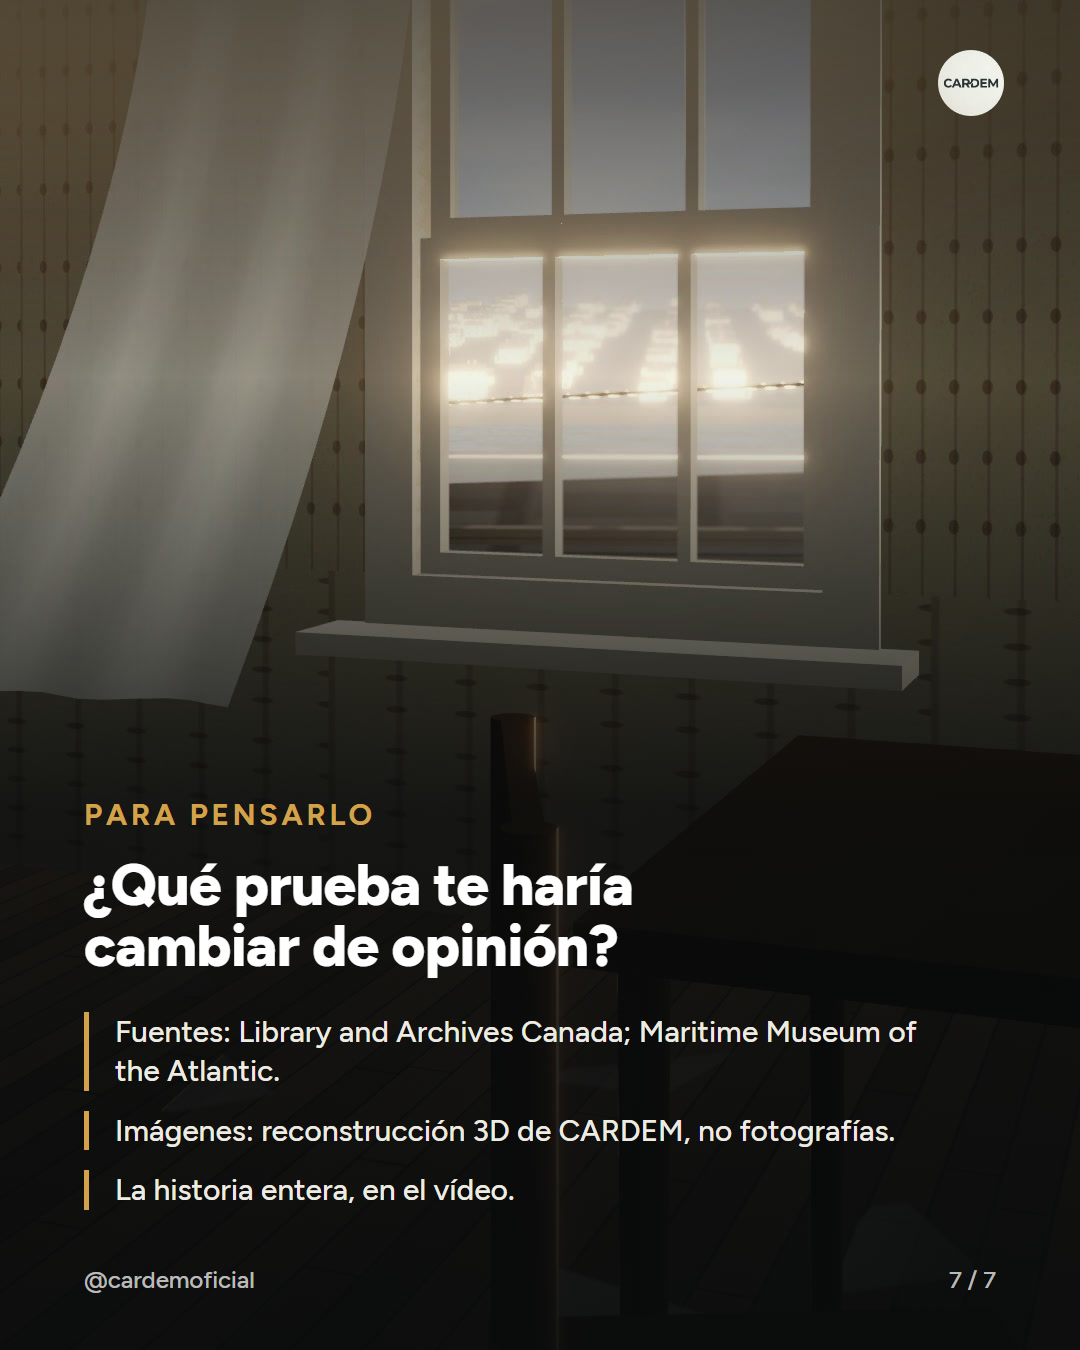 CARDEM
PARA PENSARLO
¿Qué prueba te haría
cambiar de opinión?
Fuentes: Library and Archives Canada; Maritime Museum of
the Atlantic.
Imágenes: reconstrucción 3D de CARDEM, no fotografías.
La historia entera, en el vídeo.
@cardemoficial
7 / 7